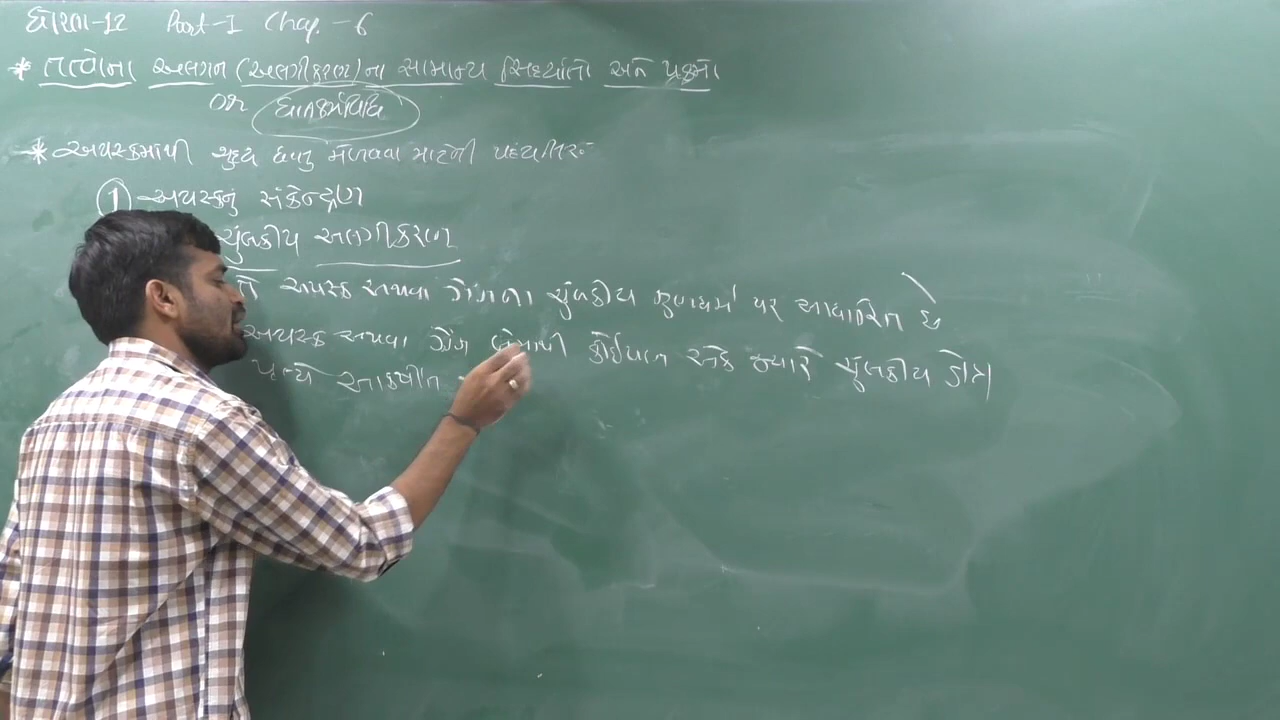 ધોરણ-12 Part-I Chap.-6
* તત્વોના અલગન (અલગીકરણ)ના સામાન્ય સિદ્ધાંતો અને પ્રક્રમો
OR ધાતુકર્મવિધિ
* અયસ્કમાંથી શુદ્ધ ધાતુ મેળવવા માટેની પદ્ધતિઓ
① અયસ્કનું સંકેન્દ્રણ
ચુંબકીય અલગીકરણ
તે અયસ્ક અથવા ગેંગના ચુંબકીય ગુણધર્મ પર આધારિત છે
અયસ્ક અથવા ગેંગ બેમાંથી કોઈપણ એક જ્યારે ચુંબકીય ક્ષેત્ર
પ્રત્યે આકર્ષાતિ